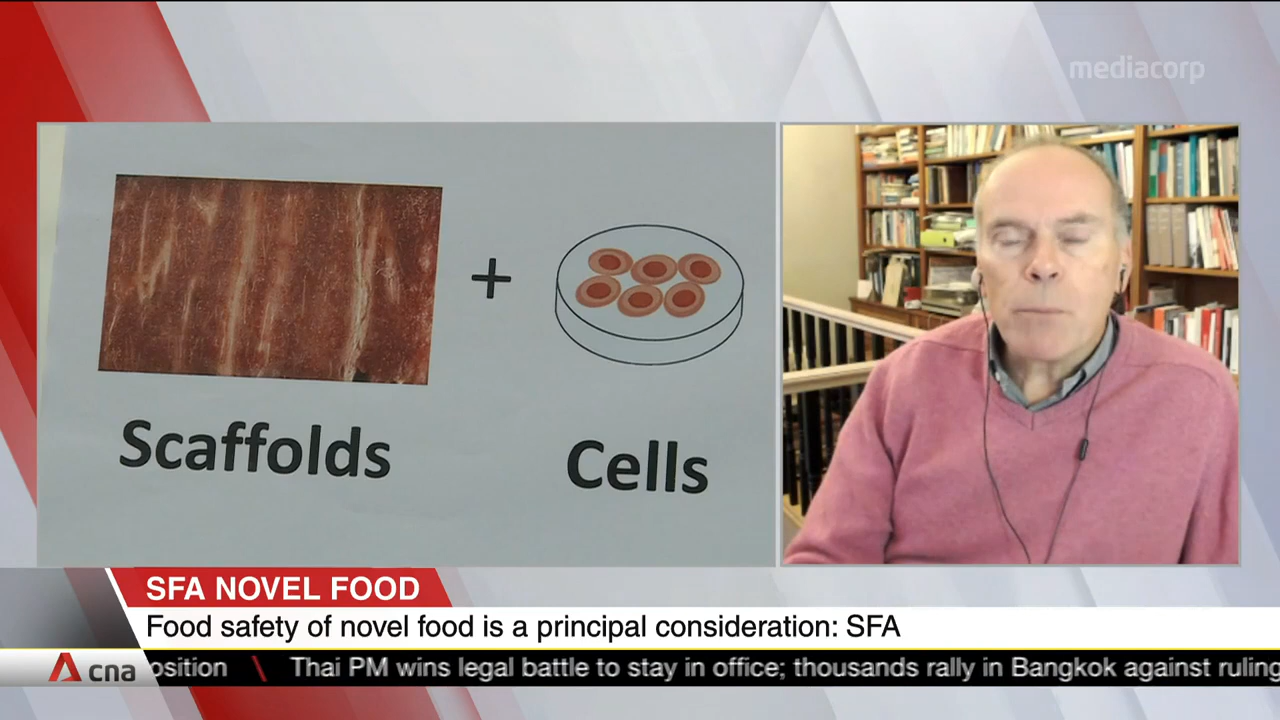 mediacorp
+
Scaffolds
Cells
SFA NOVEL FOOD
Food safety of novel food is a principal consideration: SFA
cna
osition \ Thai PM wins legal battle to stay in office; thousands rally in Bangkok against ruling